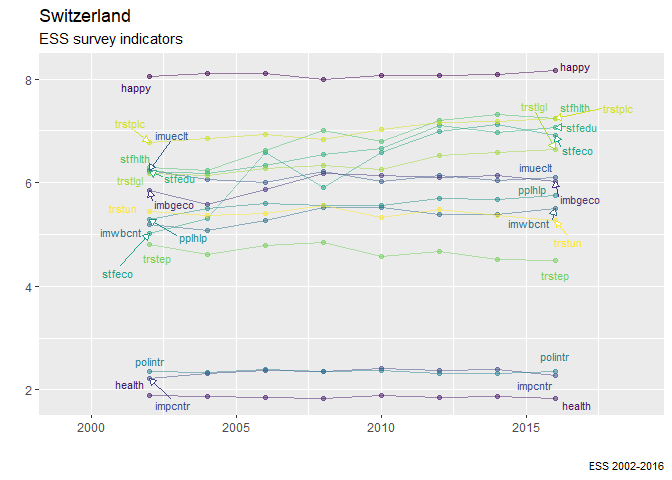 Switzerland
ESS survey indicators
8
6
4
2
happy
happy
trstplc
imueclt
stfhlth
trstlgl
stfedu
imbgeco
trstun
imwbcnt
pplhlp
stfeco
trstep
trstlgl
stfhlth
trstplc
stfedu
stfeco
imueclt
pplhlp
imbgeco
imwbcnt
trstun
trstep
polintr
health
impcntr
polintr
impcntr
health
2000
2005
2010
2015
ESS 2002-2016